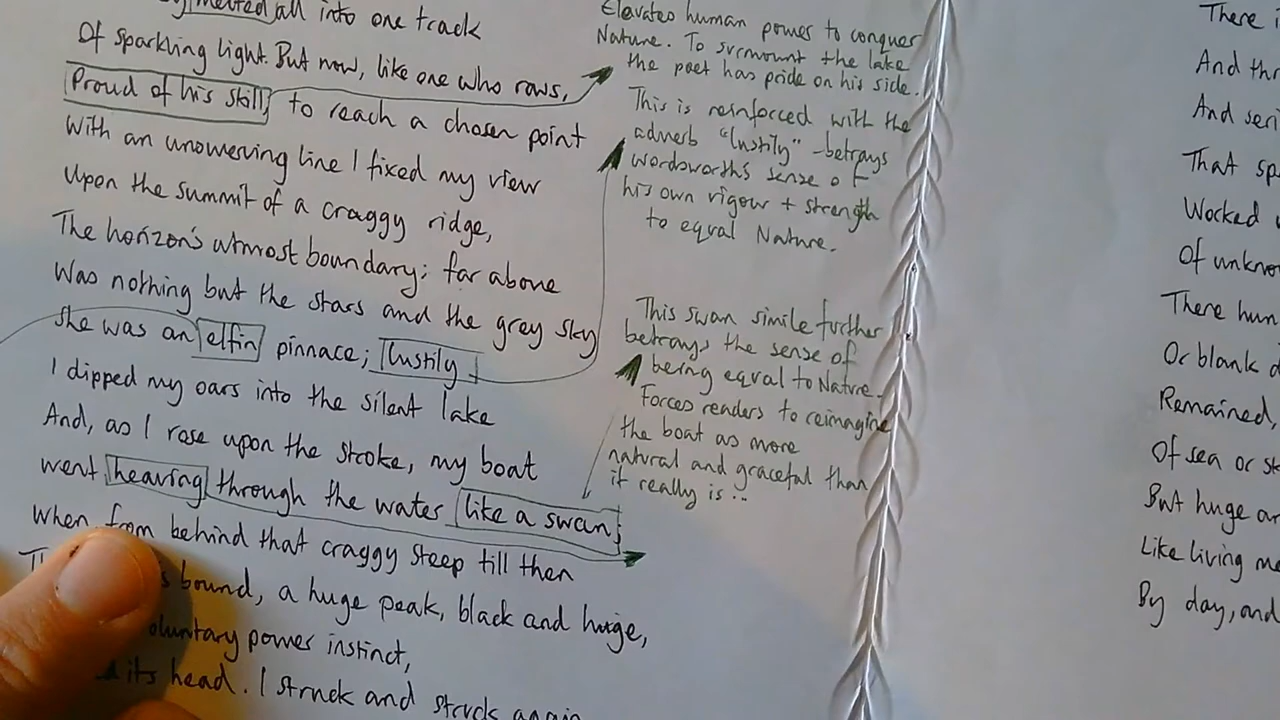 melted all into one track
Of sparkling light. But now, like one who rows,
Proud of his skill, to reach a chosen point
With an unswerving line I fixed my view
Upon the summit of a craggy ridge,
The horizon's utmost boundary; far above
Was nothing but the stars and the grey sky
She was an elfin pinnace; lustily
I dipped my oars into the silent lake
And, as I rose upon the stroke, my boat
went heaving through the waters like a swan;
When from behind that craggy steep till then
bound, a huge peak, black and huge,
power instinct,
its head. I struck and struck again
Elevates human power to conquer
Nature. To surmount the lake
the poet has pride on his side.
This is reinforced with the
adverb "lustily" - betrays
Wordsworth's sense of
his own vigour + strength
to equal Nature.
This swan simile further
betrays the sense of
being equal to Nature.
Forces readers to reimagine
the boat as more
natural and graceful than
it really is...
There
And
And
That
Worked
Of
There
Or blank
Remained,
Of sea or
But huge
Like living
By day, and